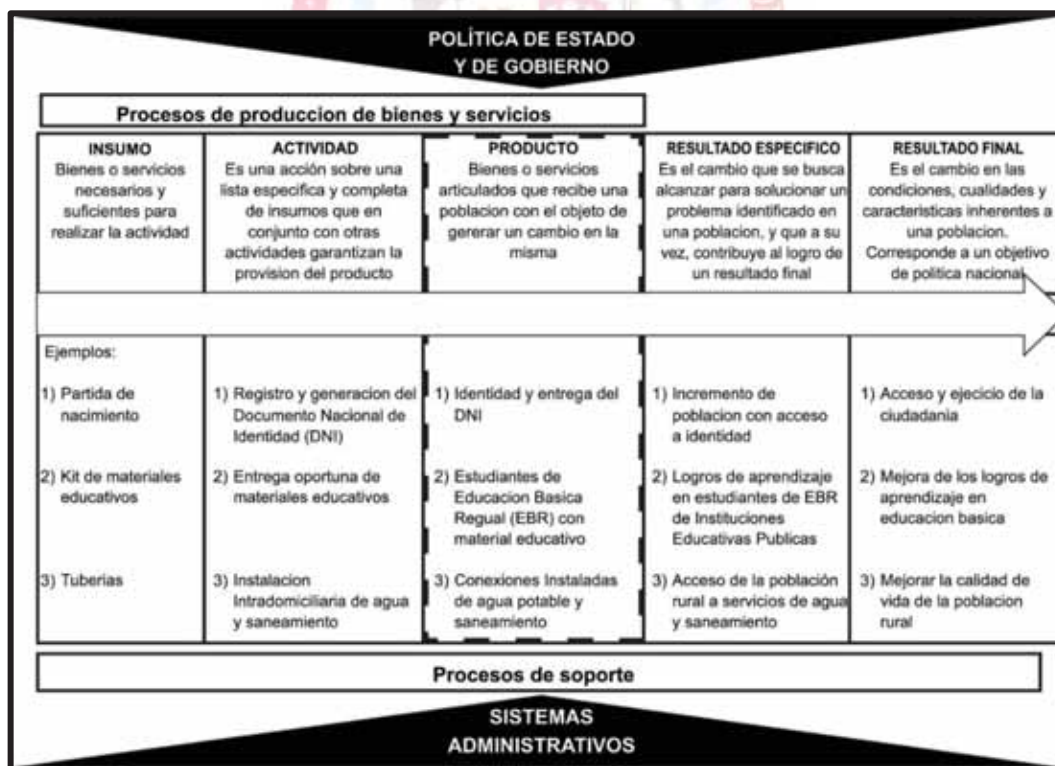 POLÍTICA DE ESTADO
Y DE GOBIERNO
Procesos de produccion de bienes y servicios
INSUMO
Bienes o servicios
necesarios y
suficientes para
realizar la actividad
ACTIVIDAD
Es una acción sobre una
lista especifica y completa
de insumos que en
conjunto con otras
actividades garantizan la
provision del producto
PRODUCTO
Bienes o servicios
articulados que recibe una
poblacion con el objeto de
gererar un cambio en la
misma
RESULTADO ESPECIFICO
Es el cambio que se busca
alcanzar para solucionar un
problema identificado en
una poblacion, y que a su
vez, contribuye al logro de
un resultado final
RESULTADO FINAL
Es el cambio en las
condiciones, cualidades y
caracteristicas inherentes a
una poblacion.
Corresponde a un objetivo
de politica nacional
Ejemplos:
1) Partida de
nacimiento
2) Kit de materiales
educativos
3) Tuberias
1) Registro y generacion del
Documento Nacional de
Identidad (DNI)
2) Entrega oportuna de
materiales educativos
3) Instalacion
Intradomiciliaria de agua
y saneamiento
1) Identidad y entrega del
DNI
2) Estudiantes de
Educacion Basica
Regual (EBR) con
material educativo
3) Conexiones Instaladas
de agua potable y
saneamiento
1) Incremento de
poblacion con acceso
a identidad
2) Logros de aprendizaje
en estudiantes de EBR
de Instituciones
Educativas Publicas
3) Acceso de la población
rural a servicios de agua
y saneamiento
1) Acceso y ejecicio de la
ciudadania
2) Mejora de los logros de
aprendizaje en
educacion basica
3) Mejorar la calidad de
vida de la poblacion
rural
Procesos de soporte
SISTEMAS
ADMINISTRATIVOS